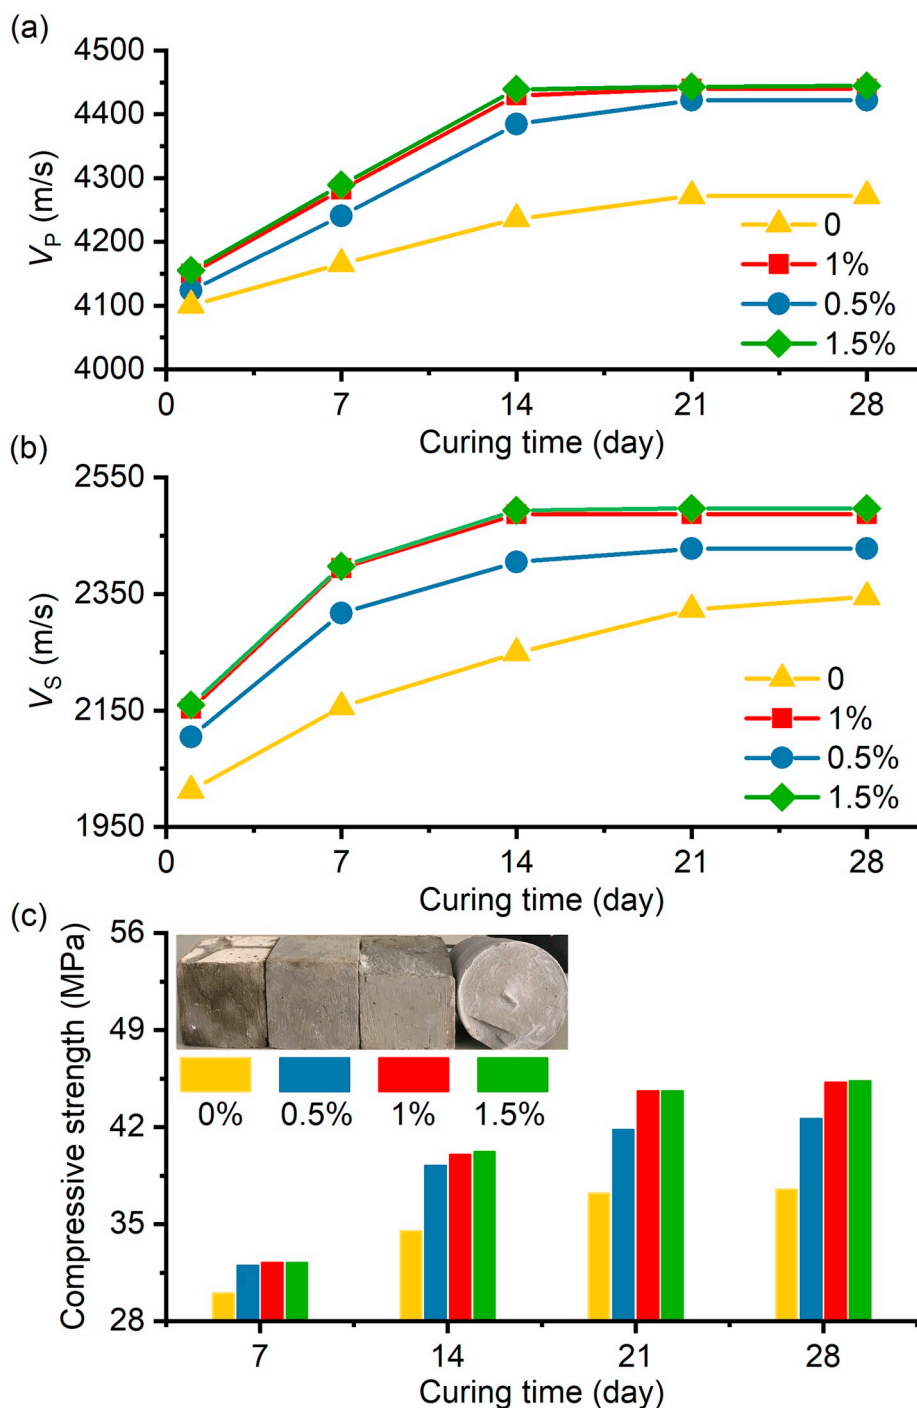 (a)
4500
4400
4300
4200
4100
4000
V_P (m/s)
0
1%
0.5%
1.5%
0 7 14 21 28
Curing time (day)
(b)
2550
2350
2150
1950
V_S (m/s)
0
1%
0.5%
1.5%
0 7 14 21 28
Curing time (day)
(c)
56
49
42
35
28
Compressive strength (MPa)
0% 0.5% 1% 1.5%
7 14 21 28
Curing time (day)